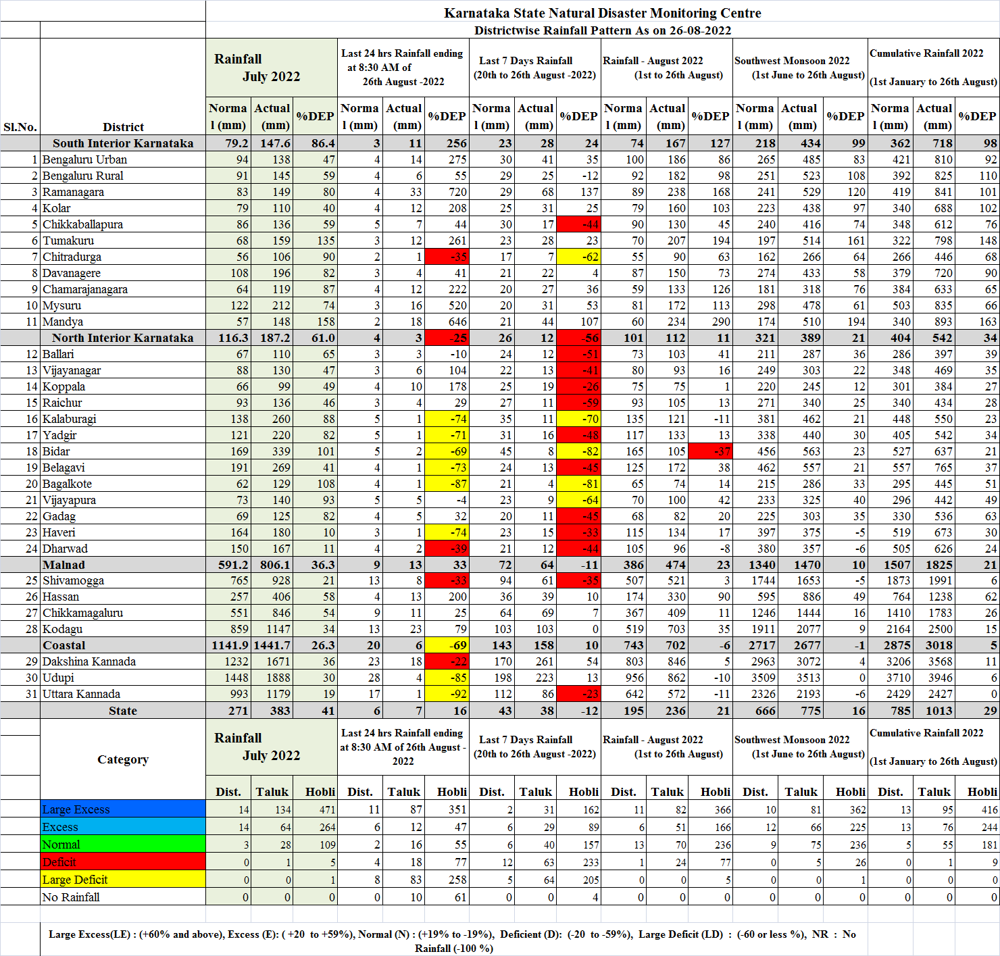 Karnataka State Natural Disaster Monitoring Centre
Districtwise Rainfall Pattern As on 26-08-2022
Sl.No. District Rainfall July 2022 Last 24 hrs Rainfall ending at 8:30 AM of 26th August -2022 Last 7 Days Rainfall (20th to 26th August -2022) Rainfall - August 2022 (1st to 26th August) Southwest Monsoon 2022 (1st June to 26th August) Cumulative Rainfall 2022 (1st January to 26th August)
Norma l (mm) Actual (mm) %DEP Norma l (mm) Actual (mm) %DEP Norma l (mm) Actual (mm) %DEP Norma l (mm) Actual (mm) %DEP Norma l (mm) Actual (mm) %DEP Norma l (mm) Actual (mm) %DEP
South Interior Karnataka 79.2 147.6 86.4 3 11 256 23 28 24 74 167 127 218 434 99 362 718 98
1 Bengaluru Urban 94 138 47 4 14 275 30 41 35 100 186 86 265 485 83 421 810 92
2 Bengaluru Rural 91 145 59 4 6 55 29 25 -12 92 182 98 251 523 108 392 825 110
3 Ramanagara 83 149 80 4 33 720 29 68 137 89 238 168 241 529 120 419 841 101
4 Kolar 79 110 40 4 12 208 25 31 25 79 160 103 223 438 97 340 688 102
5 Chikkaballapura 86 136 59 5 7 44 30 17 -44 90 130 45 240 416 74 348 612 76
6 Tumakuru 68 159 135 3 12 261 23 28 23 70 207 194 197 514 161 322 798 148
7 Chitradurga 56 106 90 2 1 -35 17 7 -62 55 90 63 162 266 64 266 446 68
8 Davanagere 108 196 82 3 4 41 21 22 4 87 150 73 274 433 58 379 720 90
9 Chamarajanagara 64 119 87 4 12 222 20 27 36 59 133 126 181 318 76 384 633 65
10 Mysuru 122 212 74 3 16 520 20 31 53 81 172 113 298 478 61 503 835 66
11 Mandya 57 148 158 2 18 646 21 44 107 60 234 290 174 510 194 340 893 163
North Interior Karnataka 116.3 187.2 61.0 4 3 -25 26 12 -56 101 112 11 321 389 21 404 542 34
12 Ballari 67 110 65 3 3 -10 24 12 -51 73 103 41 211 287 36 286 397 39
13 Vijayanagar 88 130 47 3 6 104 22 13 -41 80 93 16 249 303 22 348 469 35
14 Koppala 66 99 49 4 10 178 25 19 -26 75 75 1 220 245 12 301 384 27
15 Raichur 93 136 46 3 4 29 27 11 -59 93 105 13 271 340 25 340 434 28
16 Kalaburagi 138 260 88 5 1 -74 35 11 -70 135 121 -11 381 462 21 448 550 23
17 Yadgir 121 220 82 5 1 -71 31 16 -48 117 133 13 338 440 30 405 542 34
18 Bidar 169 339 101 5 2 -69 45 8 -82 165 105 -37 456 563 23 527 637 21
19 Belagavi 191 269 41 4 1 -73 24 13 -45 125 172 38 462 557 21 557 765 37
20 Bagalkote 62 129 108 4 1 -87 21 4 -81 65 74 14 215 286 33 295 445 51
21 Vijayapura 73 140 93 5 5 -4 23 9 -64 70 100 42 233 325 40 296 442 49
22 Gadag 69 125 82 4 5 32 20 11 -45 68 82 20 225 303 35 330 536 63
23 Haveri 164 180 10 3 1 -74 23 15 -33 115 134 17 397 375 -5 519 673 30
24 Dharwad 150 167 11 4 2 -39 21 12 -44 105 96 -8 380 357 -6 505 626 24
Malnad 591.2 806.1 36.3 9 13 33 72 64 -11 386 474 23 1340 1470 10 1507 1825 21
25 Shivamogga 765 928 21 13 8 -33 94 61 -35 507 521 3 1744 1653 -5 1873 1991 6
26 Hassan 257 406 58 4 13 200 36 39 10 174 330 90 595 886 49 764 1238 62
27 Chikkamagaluru 551 846 54 9 11 25 64 69 7 367 409 11 1246 1444 16 1410 1783 26
28 Kodagu 859 1147 34 13 23 79 103 103 0 519 703 35 1911 2077 9 2164 2500 15
Coastal 1141.9 1441.7 26.3 20 6 -69 143 158 10 743 702 -6 2717 2677 -1 2875 3018 5
29 Dakshina Kannada 1232 1671 36 23 18 -22 170 261 54 803 846 5 2963 3072 4 3206 3568 11
30 Udupi 1448 1888 30 28 4 -85 198 223 13 956 862 -10 3509 3513 0 3710 3946 6
31 Uttara Kannada 993 1179 19 17 1 -92 112 86 -23 642 572 -11 2326 2193 -6 2429 2427 0
State 271 383 41 6 7 16 43 38 -12 195 236 21 666 775 16 785 1013 29
Category Rainfall July 2022 Last 24 hrs Rainfall ending at 8:30 AM of 26th August - 2022 Last 7 Days Rainfall (20th to 26th August -2022) Rainfall - August 2022 (1st to 26th August) Southwest Monsoon 2022 (1st June to 26th August) Cumulative Rainfall 2022 (1st January to 26th August)
Dist. Taluk Hobli Dist. Taluk Hobli Dist. Taluk Hobli Dist. Taluk Hobli Dist. Taluk Hobli Dist. Taluk Hobli
Large Excess 14 134 471 11 87 351 2 31 162 11 82 366 10 81 362 13 95 416
Excess 14 64 264 6 12 47 6 29 89 6 51 166 12 66 225 13 76 244
Normal 3 28 109 2 16 55 6 40 157 13 70 236 9 75 236 5 55 181
Deficit 0 1 5 4 18 77 12 63 233 1 24 77 0 5 26 0 1 9
Large Deficit 0 0 1 8 83 258 5 64 205 0 0 5 0 0 1 0 0 0
No Rainfall 0 0 0 0 10 61 0 0 4 0 0 0 0 0 0 0 0 0
Large Excess(LE) : (+60% and above), Excess (E): ( +20 to +59%), Normal (N) : (+19% to -19%), Deficient (D): (-20 to -59%), Large Deficit (LD) : (-60 or less %), NR : No
Rainfall (-100 %)